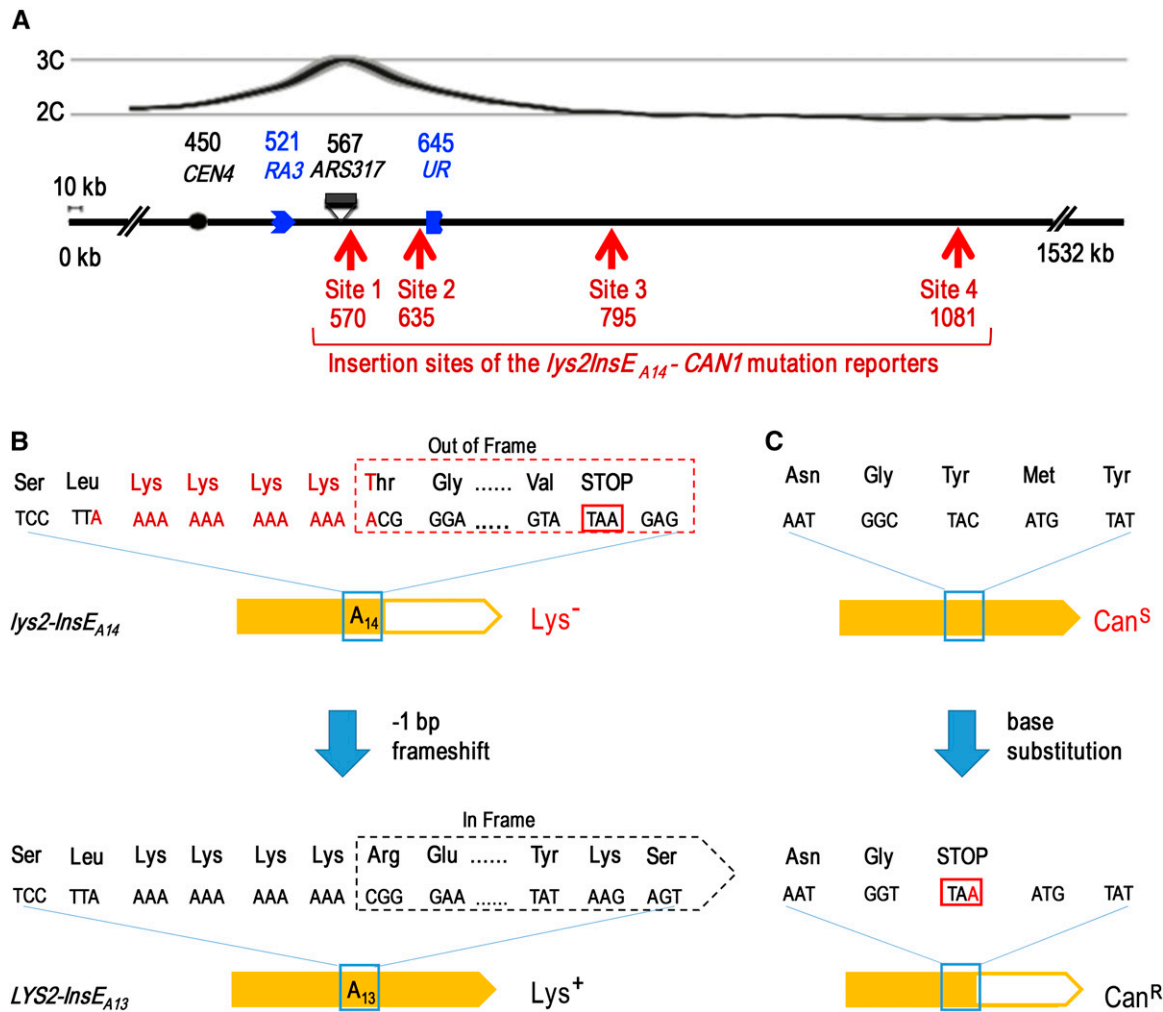 A
3C
2C
450 521 567 645
CEN4 RA3 ARS317 UR
10 kb
0 kb 1532 kb
Site 1 Site 2 Site 3 Site 4
570 635 795 1081
Insertion sites of the lys2InsE A14 - CAN1 mutation reporters
B
Out of Frame
Ser Leu Lys Lys Lys Lys Thr Gly ...... Val STOP
TCC TTA AAA AAA AAA AAA ACG GGA ..... GTA TAA GAG
lys2-InsEA14 A14 Lys-
-1 bp
frameshift
In Frame
Ser Leu Lys Lys Lys Lys Arg Glu ...... Tyr Lys Ser
TCC TTA AAA AAA AAA AAA CGG GAA ...... TAT AAG AGT
LYS2-InsEA13 A13 Lys+
C
Asn Gly Tyr Met Tyr
AAT GGC TAC ATG TAT
CanS
base
substitution
Asn Gly STOP
AAT GGT TAA ATG TAT
CanR